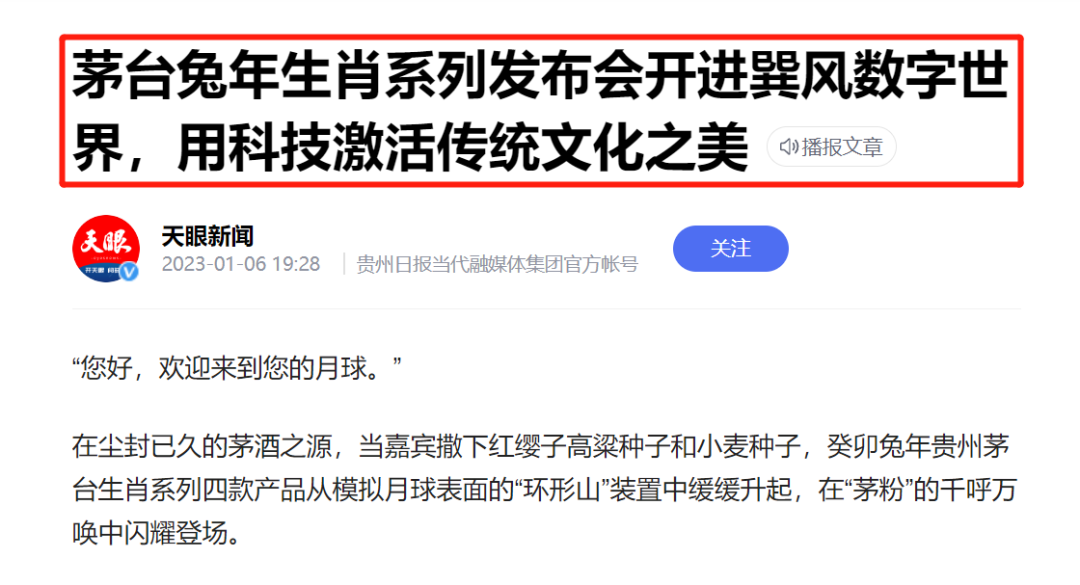 茅台兔年生肖系列发布会开进巽风数字世
界，用科技激活传统文化之美 播报文章
天眼
天眼新闻
2023-01-06 19:28 贵州日报当代融媒体集团官方帐号
关注
“您好，欢迎来到您的月球。”
在尘封已久的茅酒之源，当嘉宾撒下红缨子高粱种子和小麦种子，癸卯兔年贵州茅
台生肖系列四款产品从模拟月球表面的“环形山”装置中缓缓升起，在“茅粉”的千呼万
唤中闪耀登场。